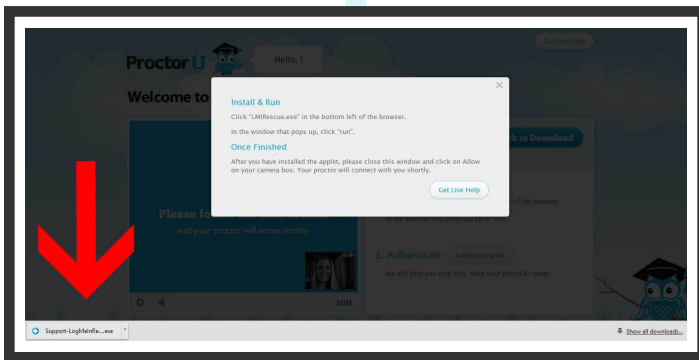 Get Live Help
Proctor U
Hello, !
Welcome to
Install & Run
Click "LMIRescue.exe" in the bottom left of the browser.
In the window that pops up, click "run".
Once Finished
After you have installed the applet, please close this window and click on Allow
on your camera box. Your proctor will connect with you shortly.
Get Live Help
k to Download
of the browser,
Please fo
and your proctor will arrive shortly.
In the window that pops up, click "run".
3. Authenticate
Authenticate Me
We will help you with this. Have your photo ID ready.
Support-LogMeInRe....exe
Show all downloads...